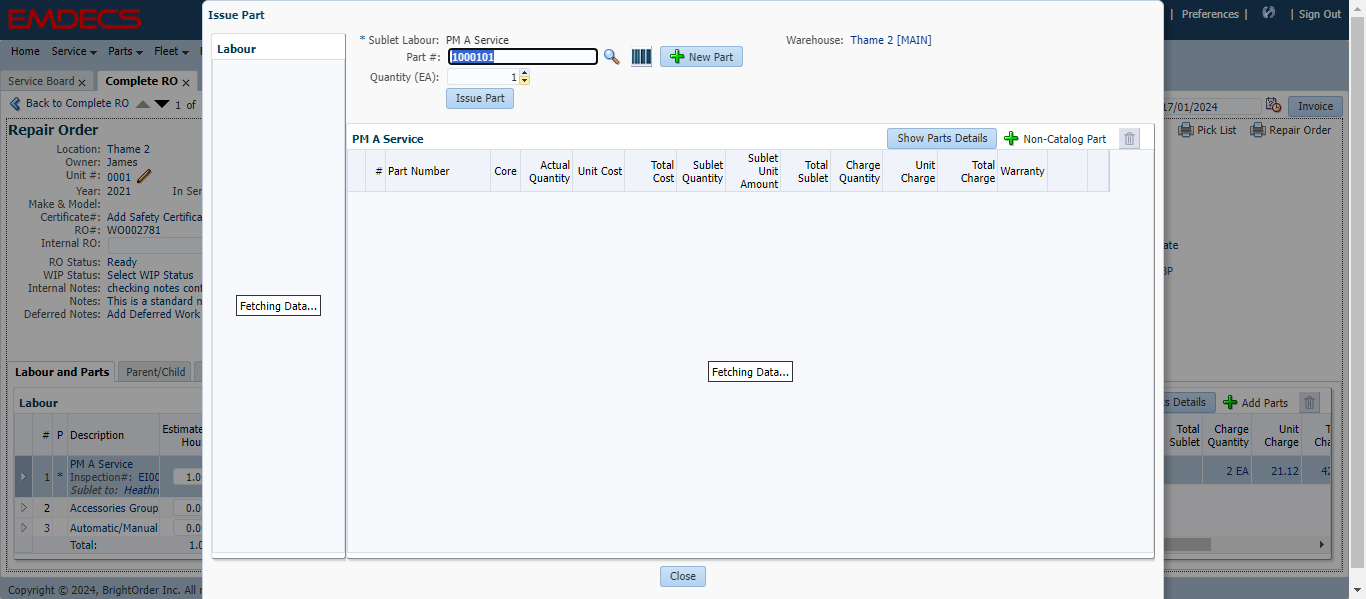 EMDECS
Issue Part
Preferences | | Sign Out
Home Service Parts Fleet
Service Board x Complete RO x
Back to Complete RO 1 of
Repair Order
Location: Thame 2
Owner: James
Unit #: 0001
Year: 2021 In Ser
Make & Model:
Certificate#: Add Safety Certifica
RO#: WO002781
Internal RO:
RO Status: Ready
WIP Status: Select WIP Status
Internal Notes: checking notes cont
Notes: This is a standard n
Deferred Notes: Add Deferred Work
Labour and Parts Parent/Child
Labour
# P Description Estimate Hou
1 * PM A Service
Inspection#: EI00
Sublet to: Heathr
1.0
2 Accessories Group 0.0
3 Automatic/Manual 0.0
Total: 1.0
Copyright © 2024, BrightOrder Inc. All r
Labour
Fetching Data...
* Sublet Labour: PM A Service
Warehouse: Thame 2 [MAIN]
Part #: 1000101 New Part
Quantity (EA): 1
Issue Part
PM A Service
Show Parts Details Non-Catalog Part
# Part Number Core Actual Quantity Unit Cost Total Cost Sublet Quantity Sublet Unit Amount Total Sublet Charge Quantity Unit Charge Total Charge Warranty
Fetching Data...
Close
17/01/2024 Invoice
Pick List Repair Order
ate
BP
s Details Add Parts
Total Sublet Charge Quantity Unit Charge T Cha
2 EA 21.12 42